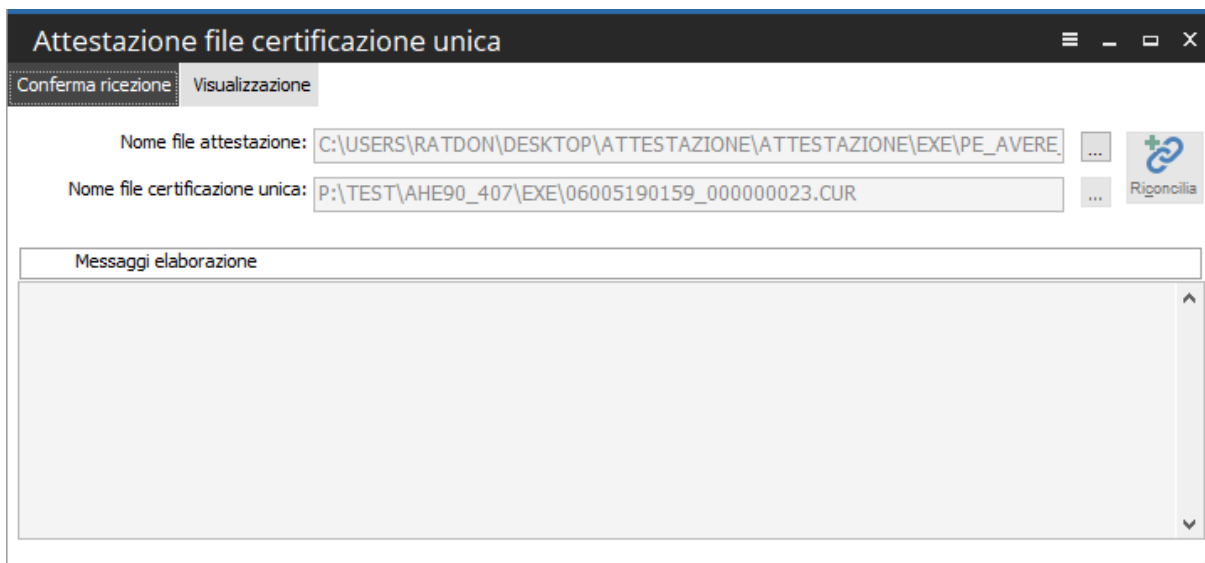 Attestazione file certificazione unica
Conferma ricezione Visualizzazione
Nome file attestazione: C:\USERS\RATDON\DESKTOP\ATTESTAZIONE\ATTESTAZIONE\EXE\PE_AVERE_ ...
Nome file certificazione unica: P:\TEST\AHE90_407\EXE\06005190159_000000023.CUR ...
Riconcilia
Messaggi elaborazione